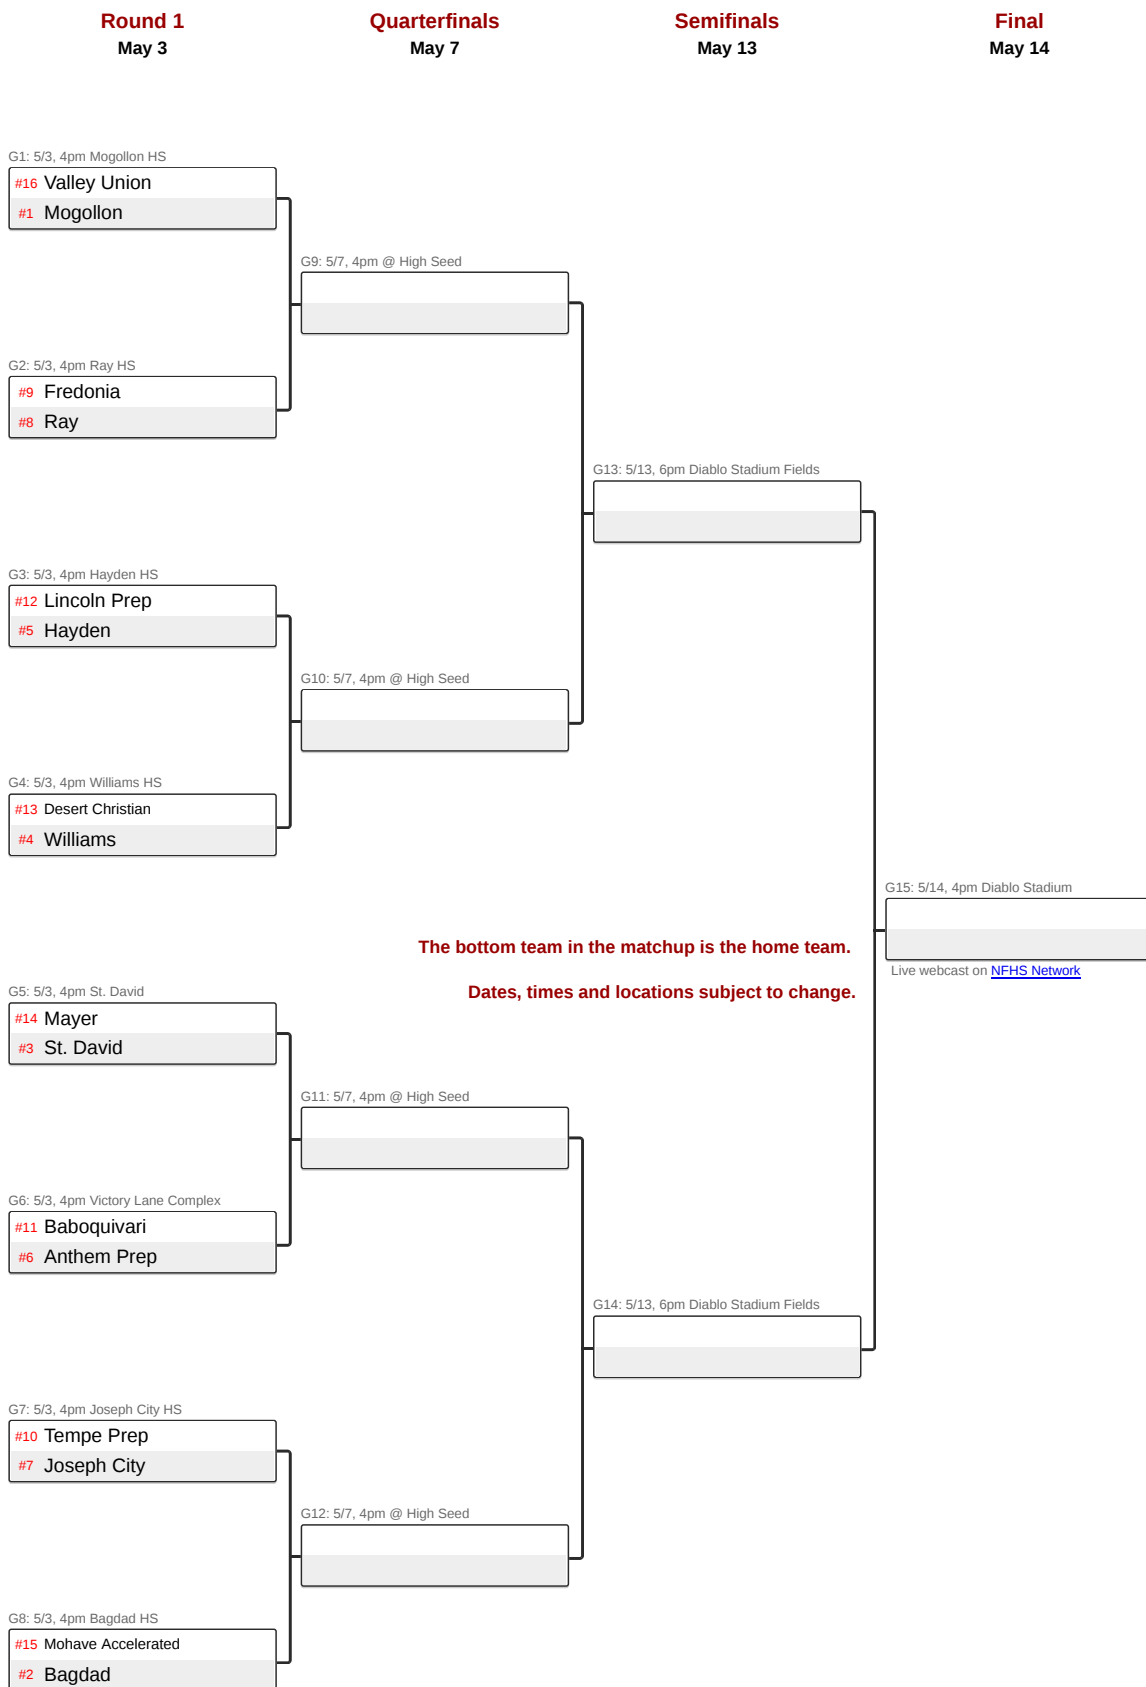 Round 1
May 3
Quarterfinals
May 7
Semifinals
May 13
Final
May 14
G1: 5/3, 4pm Mogollon HS
#16 Valley Union
#1 Mogollon
G9: 5/7, 4pm @ High Seed
G2: 5/3, 4pm Ray HS
#9 Fredonia
#8 Ray
G13: 5/13, 6pm Diablo Stadium Fields
G3: 5/3, 4pm Hayden HS
#12 Lincoln Prep
#5 Hayden
G10: 5/7, 4pm @ High Seed
G4: 5/3, 4pm Williams HS
#13 Desert Christian
#4 Williams
G15: 5/14, 4pm Diablo Stadium
The bottom team in the matchup is the home team.
Live webcast on NFHS Network
Dates, times and locations subject to change.
G5: 5/3, 4pm St. David
#14 Mayer
#3 St. David
G11: 5/7, 4pm @ High Seed
G6: 5/3, 4pm Victory Lane Complex
#11 Baboquivari
#6 Anthem Prep
G14: 5/13, 6pm Diablo Stadium Fields
G7: 5/3, 4pm Joseph City HS
#10 Tempe Prep
#7 Joseph City
G12: 5/7, 4pm @ High Seed
G8: 5/3, 4pm Bagdad HS
#15 Mohave Accelerated
#2 Bagdad